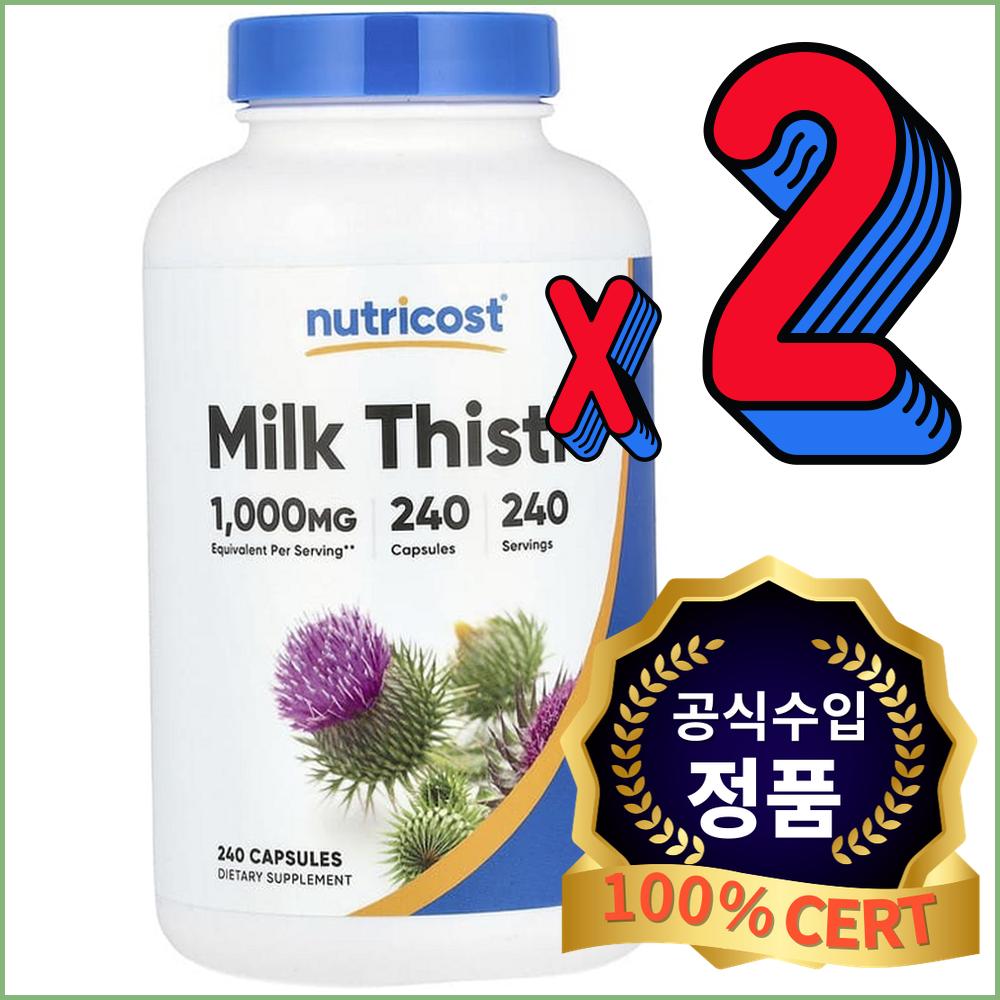 nutricost®
Milk Thistl
1,000MG
Equivalent Per Serving**
240
Capsules
240
Servings
240 CAPSULES
DIETARY SUPPLEMENT
x2
공식수입
정품
100% CERT